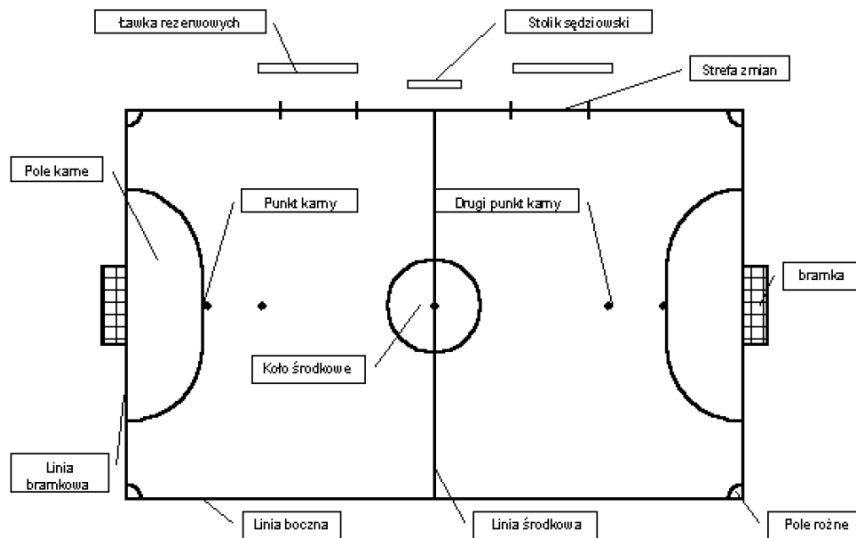 Ławka rezerwowych
Stolik sędziowski
Strefa zmian
Pole karne
Punkt karny
Drugi punkt karny
bramka
Koło środkowe
Linia
bramkowa
Linia boczna
Linia środkowa
Pole rożne